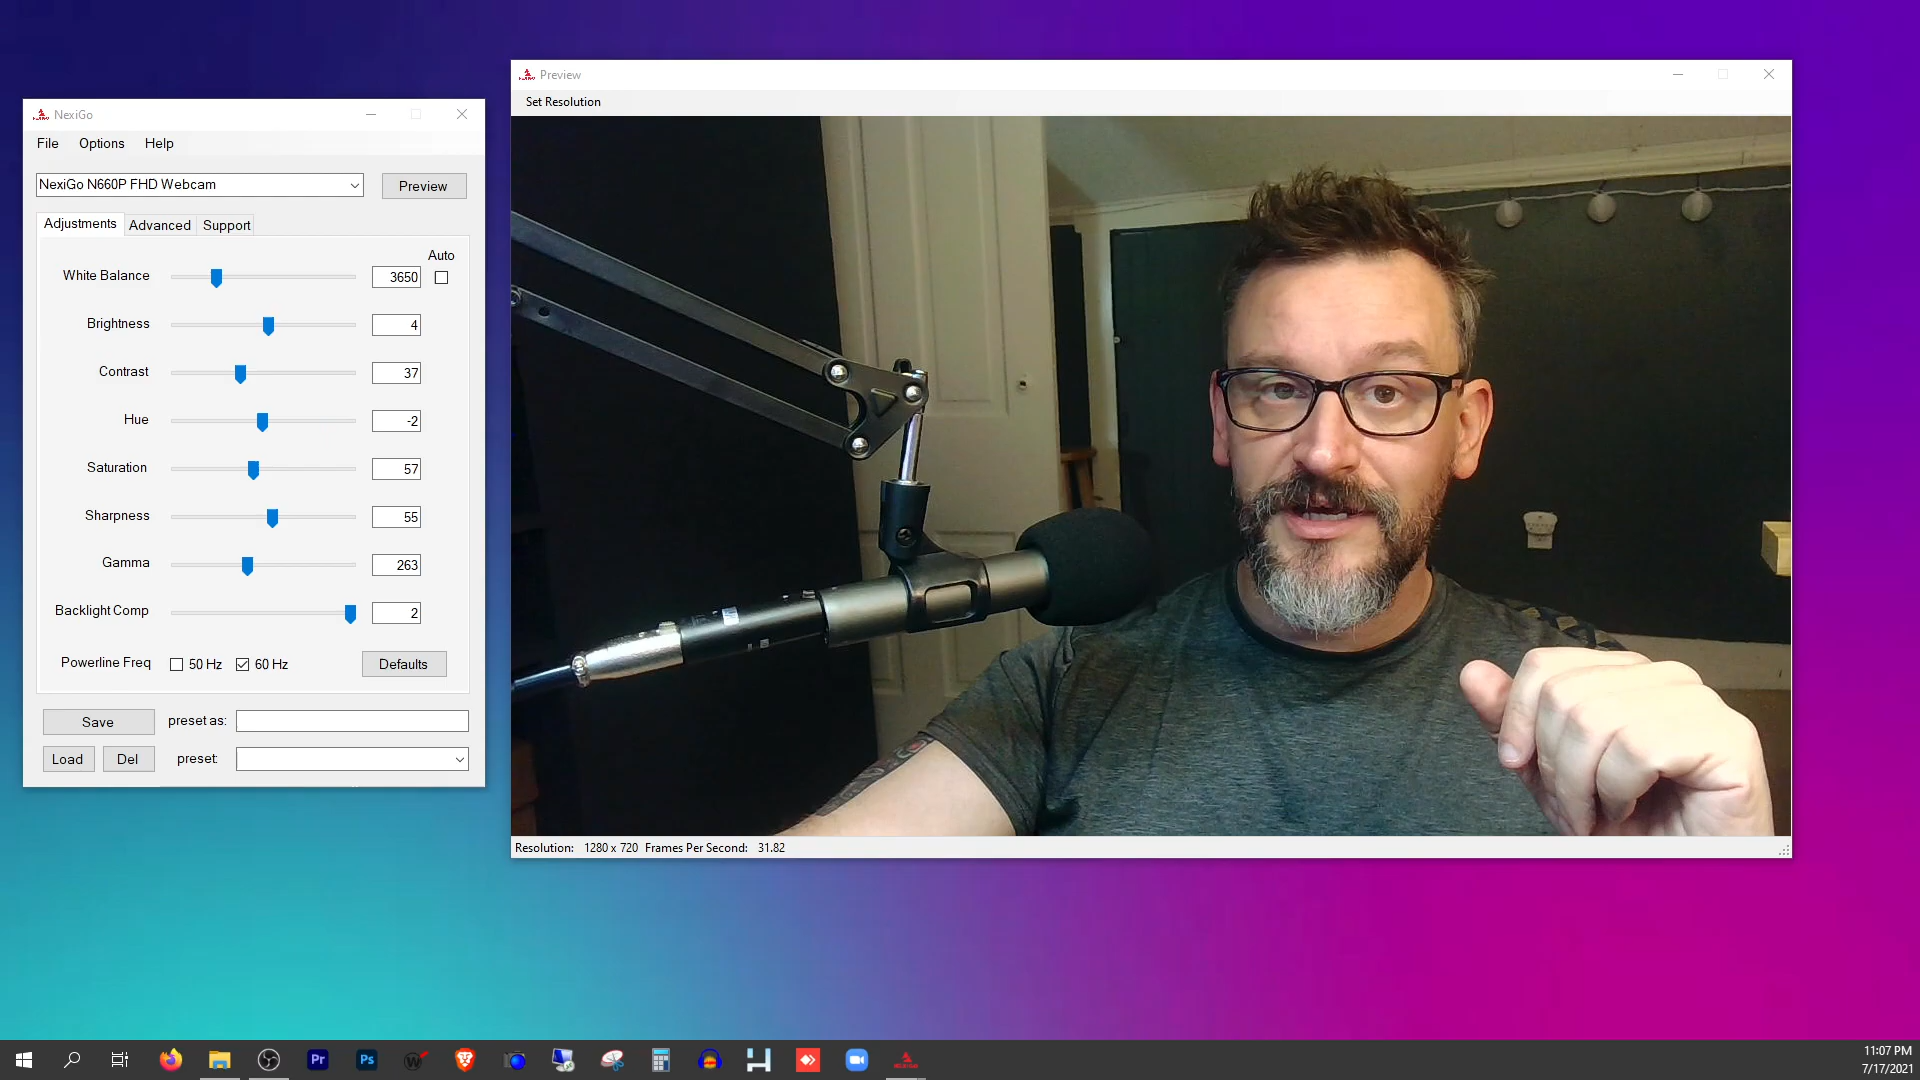 NexiGo
File Options Help
NexiGo N660P FHD Webcam
Preview
Adjustments Advanced Support
Auto
White Balance 3650
Brightness 4
Contrast 37
Hue -2
Saturation 57
Sharpness 55
Gamma 263
Backlight Comp 2
Powerline Freq 50 Hz 60 Hz Defaults
Save preset as:
Load Del preset:
Preview
Set Resolution
Resolution: 1280 x 720 Frames Per Second: 31.82
Pr
Ps
W
11:07 PM
7/17/2021